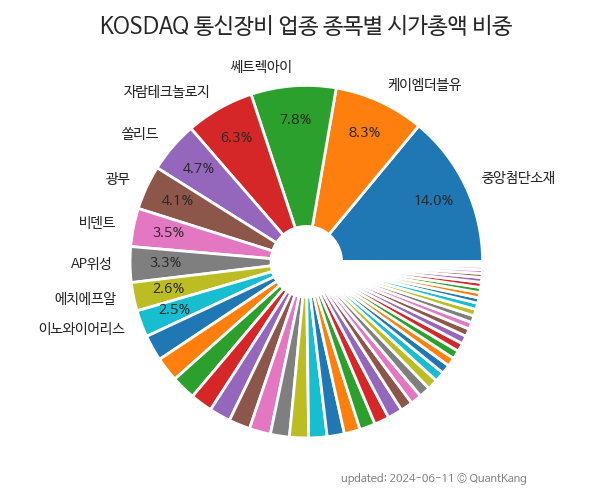 KOSDAQ 통신장비 업종 종목별 시가총액 비중
쎄트렉아이
케이엠더블유
자람테크놀로지
7.8%
8.3%
6.3%
쏠리드
4.7%
중앙첨단소재
14.0%
광무
4.1%
비덴트
3.5%
AP위성
3.3%
에치에프알
2.6%
2.5%
이노와이어리스
updated: 2024-06-11 © QuantKang